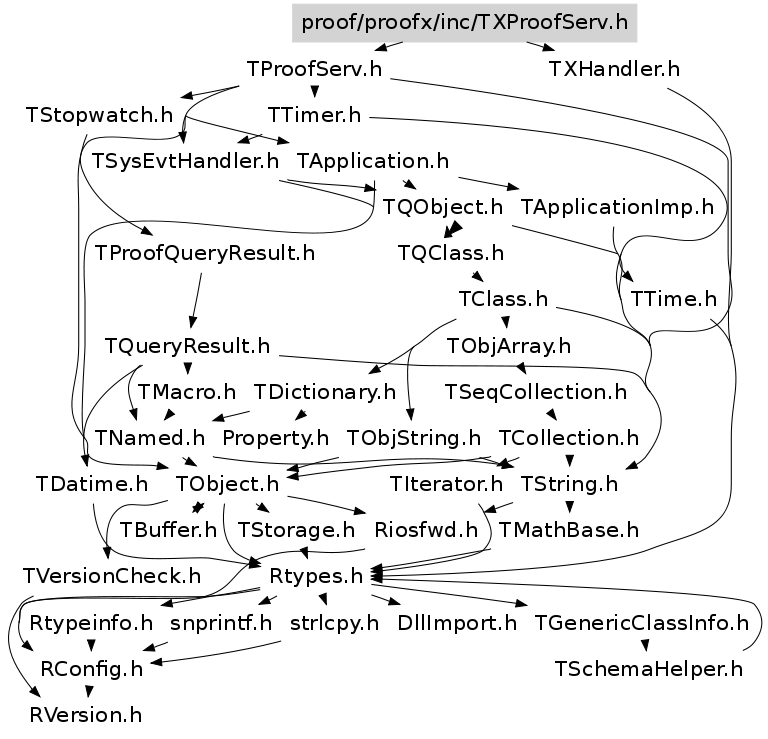 proof/proofx/inc/TXProofServ.h
TProofServ.h
TXHandler.h
TStopwatch.h
TTimer.h
TSysEvtHandler.h
TApplication.h
TQObject.h
TApplicationImp.h
TProofQueryResult.h
TQClass.h
TClass.h
TTime.h
TQueryResult.h
TObjArray.h
TMacro.h
TDictionary.h
TSeqCollection.h
TNamed.h
Property.h
TObjString.h
TCollection.h
TDatime.h
TObject.h
TIterator.h
TString.h
TBuffer.h
TStorage.h
Riosfwd.h
TMathBase.h
TVersionCheck.h
Rtypes.h
Rtypeinfo.h
snprintf.h
strlcpy.h
DllImport.h
TGenericClassInfo.h
RConfig.h
TSchemaHelper.h
RVersion.h